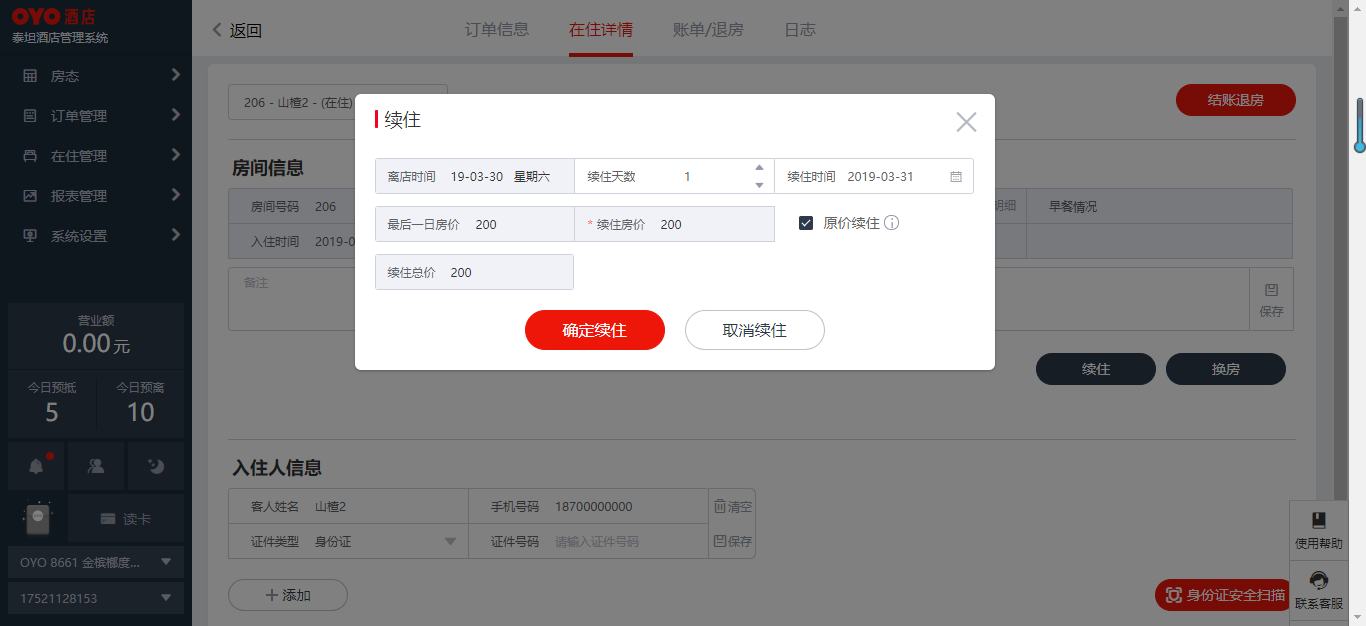 OYO 酒店
泰坦酒店管理系统
房态
订单管理
在住管理
报表管理
系统设置
营业额
0.00元
今日预抵
5
今日预离
10
读卡
OYO 8661 金槟榔度...
17521128153
返回
订单信息
在住详情
账单/退房
日志
206 - 山楂2 - (在住)
结账退房
房间信息
房间号码 206
明细
早餐情况
入住时间 2019-0
备注
保存
续住
换房
续住
离店时间 19-03-30 星期六
续住天数 1
续住时间 2019-03-31
最后一日房价 200
* 续住房价 200
原价续住
续住总价 200
确定续住
取消续住
入住人信息
客人姓名 山楂2
手机号码 18700000000
清空
证件类型 身份证
证件号码 请输入证件号码
保存
添加
身份证安全扫描
使用帮助
联系客服